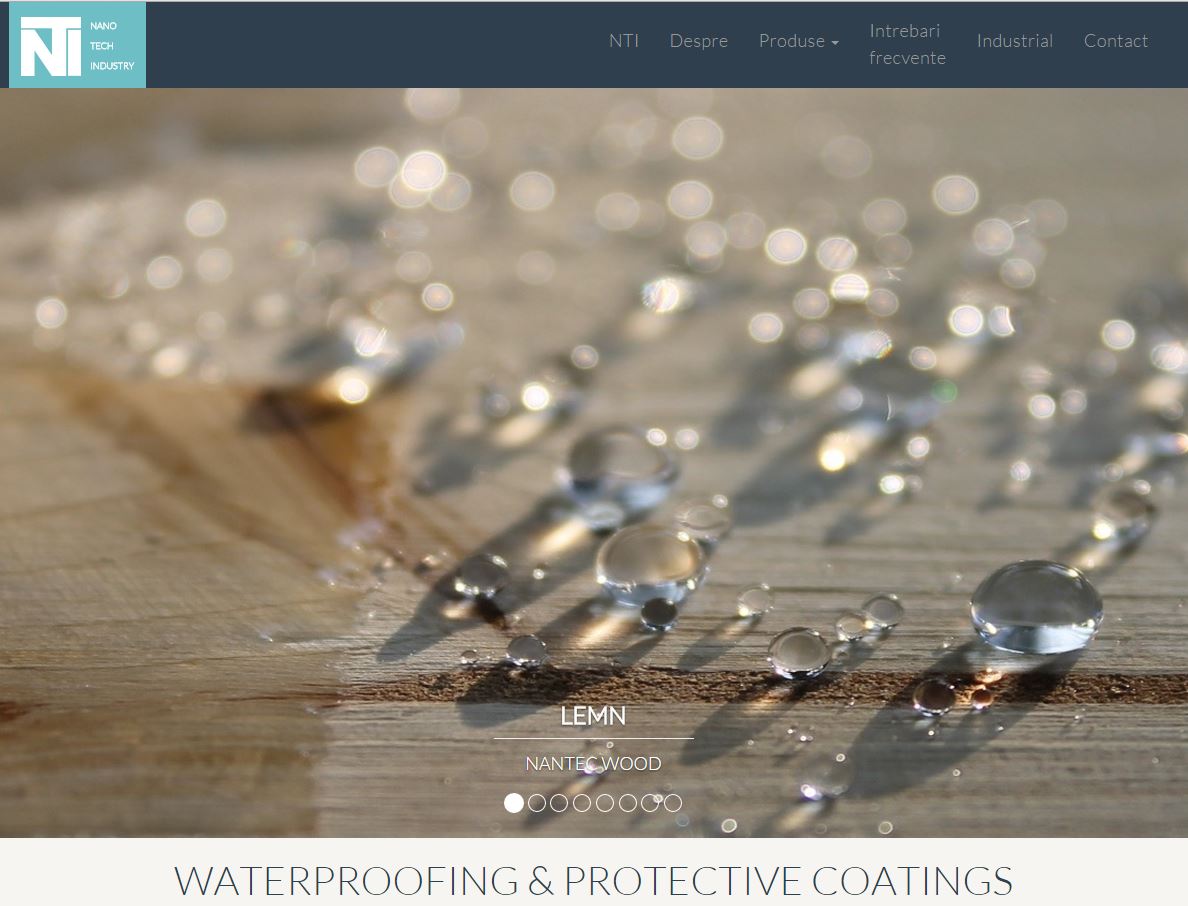 NANO
TECH
INDUSTRY
NTI
NTI
Despre
Produse
Intrebari
frecvente
Industrial
Contact
LEMN
NANTEC WOOD
WATERPROOFING & PROTECTIVE COATINGS